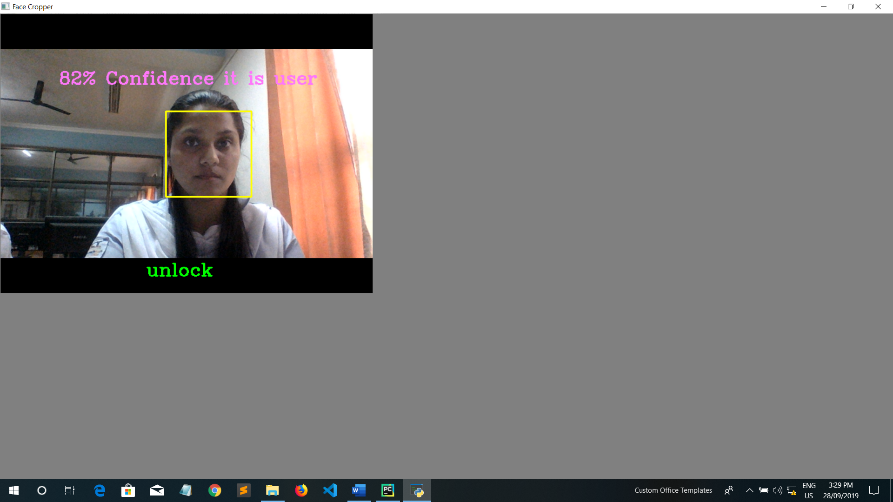 Face Cropper
82% Confidence it is user
unlock
Custom Office Templates
ENG
US
3:29 PM
28/09/2019